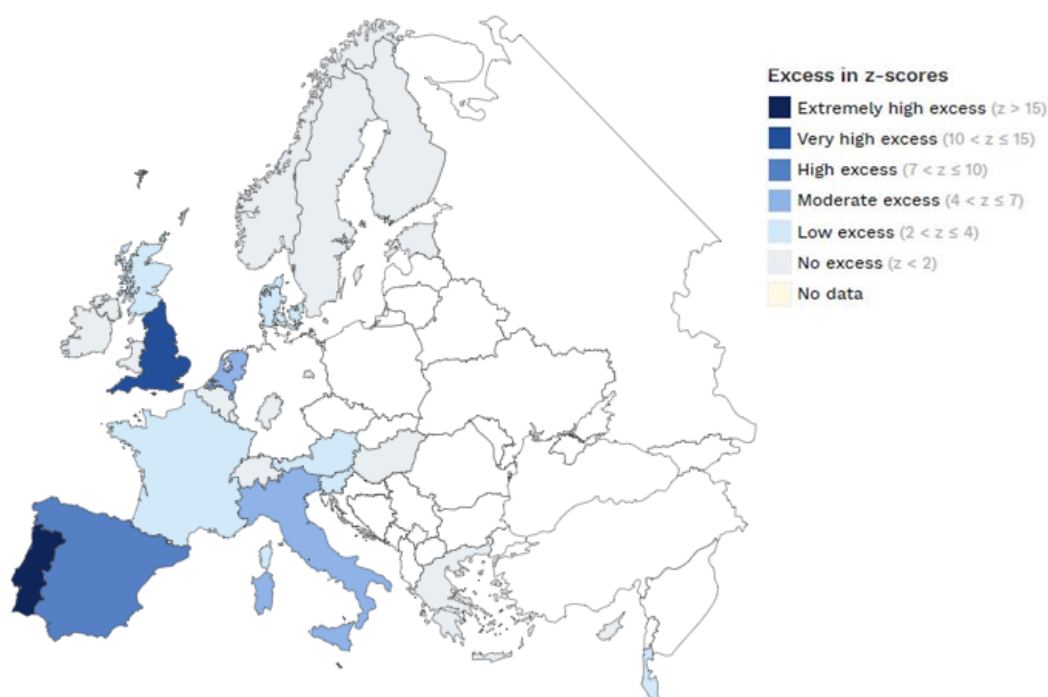 Excess in z-scores
Extremely high excess (z > 15)
Very high excess (10 < z ≤ 15)
High excess (7 < z ≤ 10)
Moderate excess (4 < z ≤ 7)
Low excess (2 < z ≤ 4)
No excess (z < 2)
No data